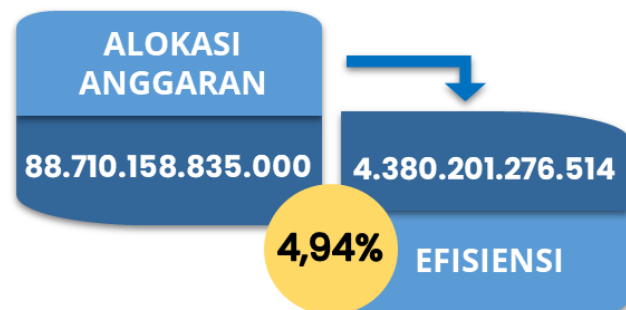 ALOKASI
ANGGARAN
88.710.158.835.000
4.380.201.276.514
4,94%
EFISIENSI